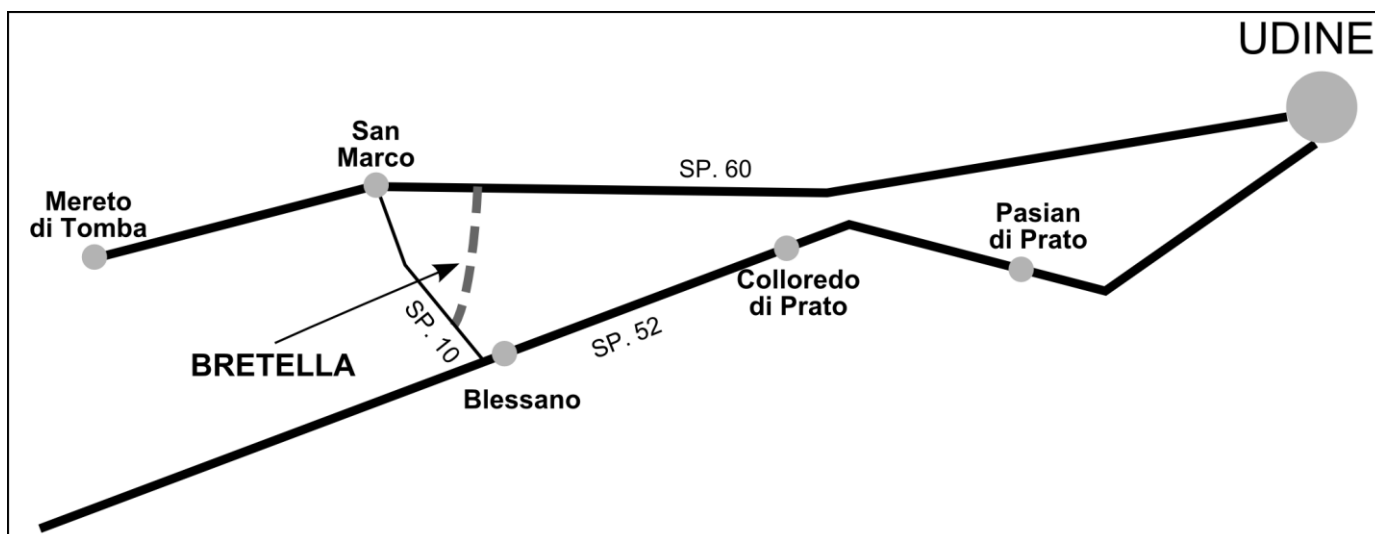 UDINE
San
Marco
SP. 60
Mereto
di Tomba
Pasian
di Prato
Colloredo
di Prato
SP. 10
SP. 52
BRETELLA
Blessano